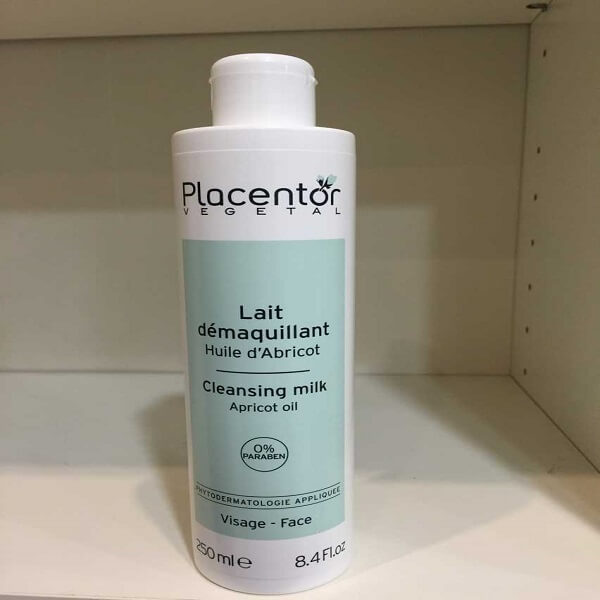 Placentor
VEGETAL
Lait
démaquillant
Huile d'Abricot
Cleansing milk
Apricot oil
0%
PARABEN
PHYTODERMATOLOGIE APPLIQUÉE
Visage - Face
250 ml e 8.4 Fl.oz